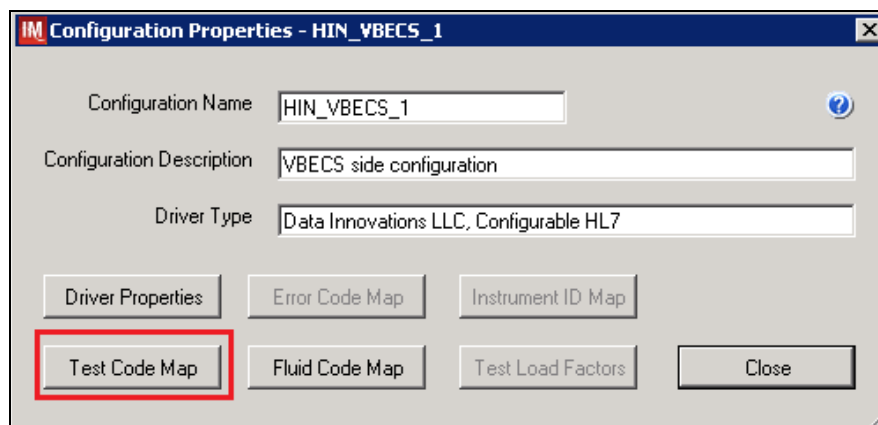 IM Configuration Properties - HIN_VBECS_1
Configuration Name HIN_VBECS_1
Configuration Description VBECS side configuration
Driver Type Data Innovations LLC, Configurable HL7
Driver Properties Error Code Map Instrument ID Map
Test Code Map Fluid Code Map Test Load Factors Close